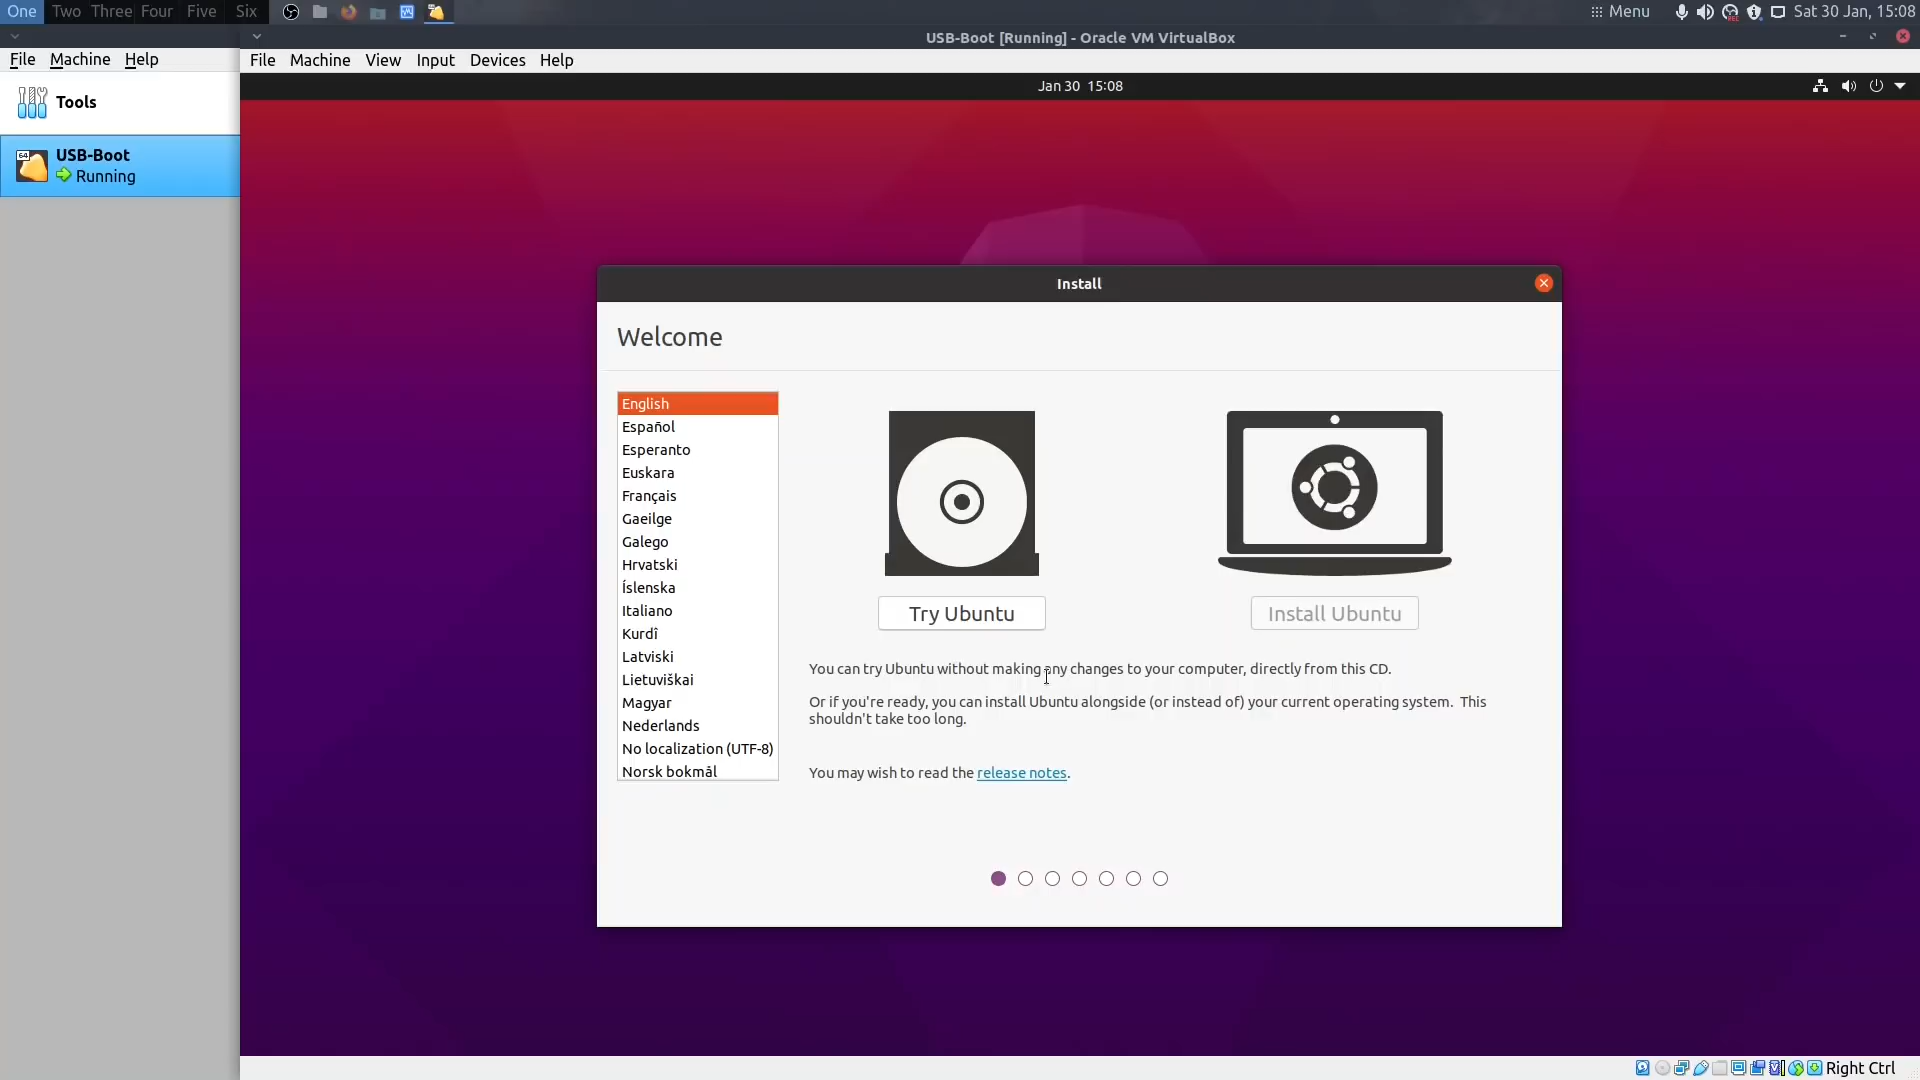 One Two Three Four Five Six
Menu
Sat 30 Jan, 15:08
USB-Boot [Running] - Oracle VM VirtualBox
File Machine Help
File Machine View Input Devices Help
Tools
Jan 30 15:08
64
USB-Boot
Running
Install
Welcome
English
Español
Esperanto
Euskara
Français
Gaeilge
Galego
Hrvatski
Íslenska
Italiano
Kurdî
Latviski
Lietuviškai
Magyar
Nederlands
No localization (UTF-8)
Norsk bokmål
Try Ubuntu
Install Ubuntu
You can try Ubuntu without making any changes to your computer, directly from this CD.
Or if you're ready, you can install Ubuntu alongside (or instead of) your current operating system. This
shouldn't take too long.
You may wish to read the release notes.
Right Ctrl